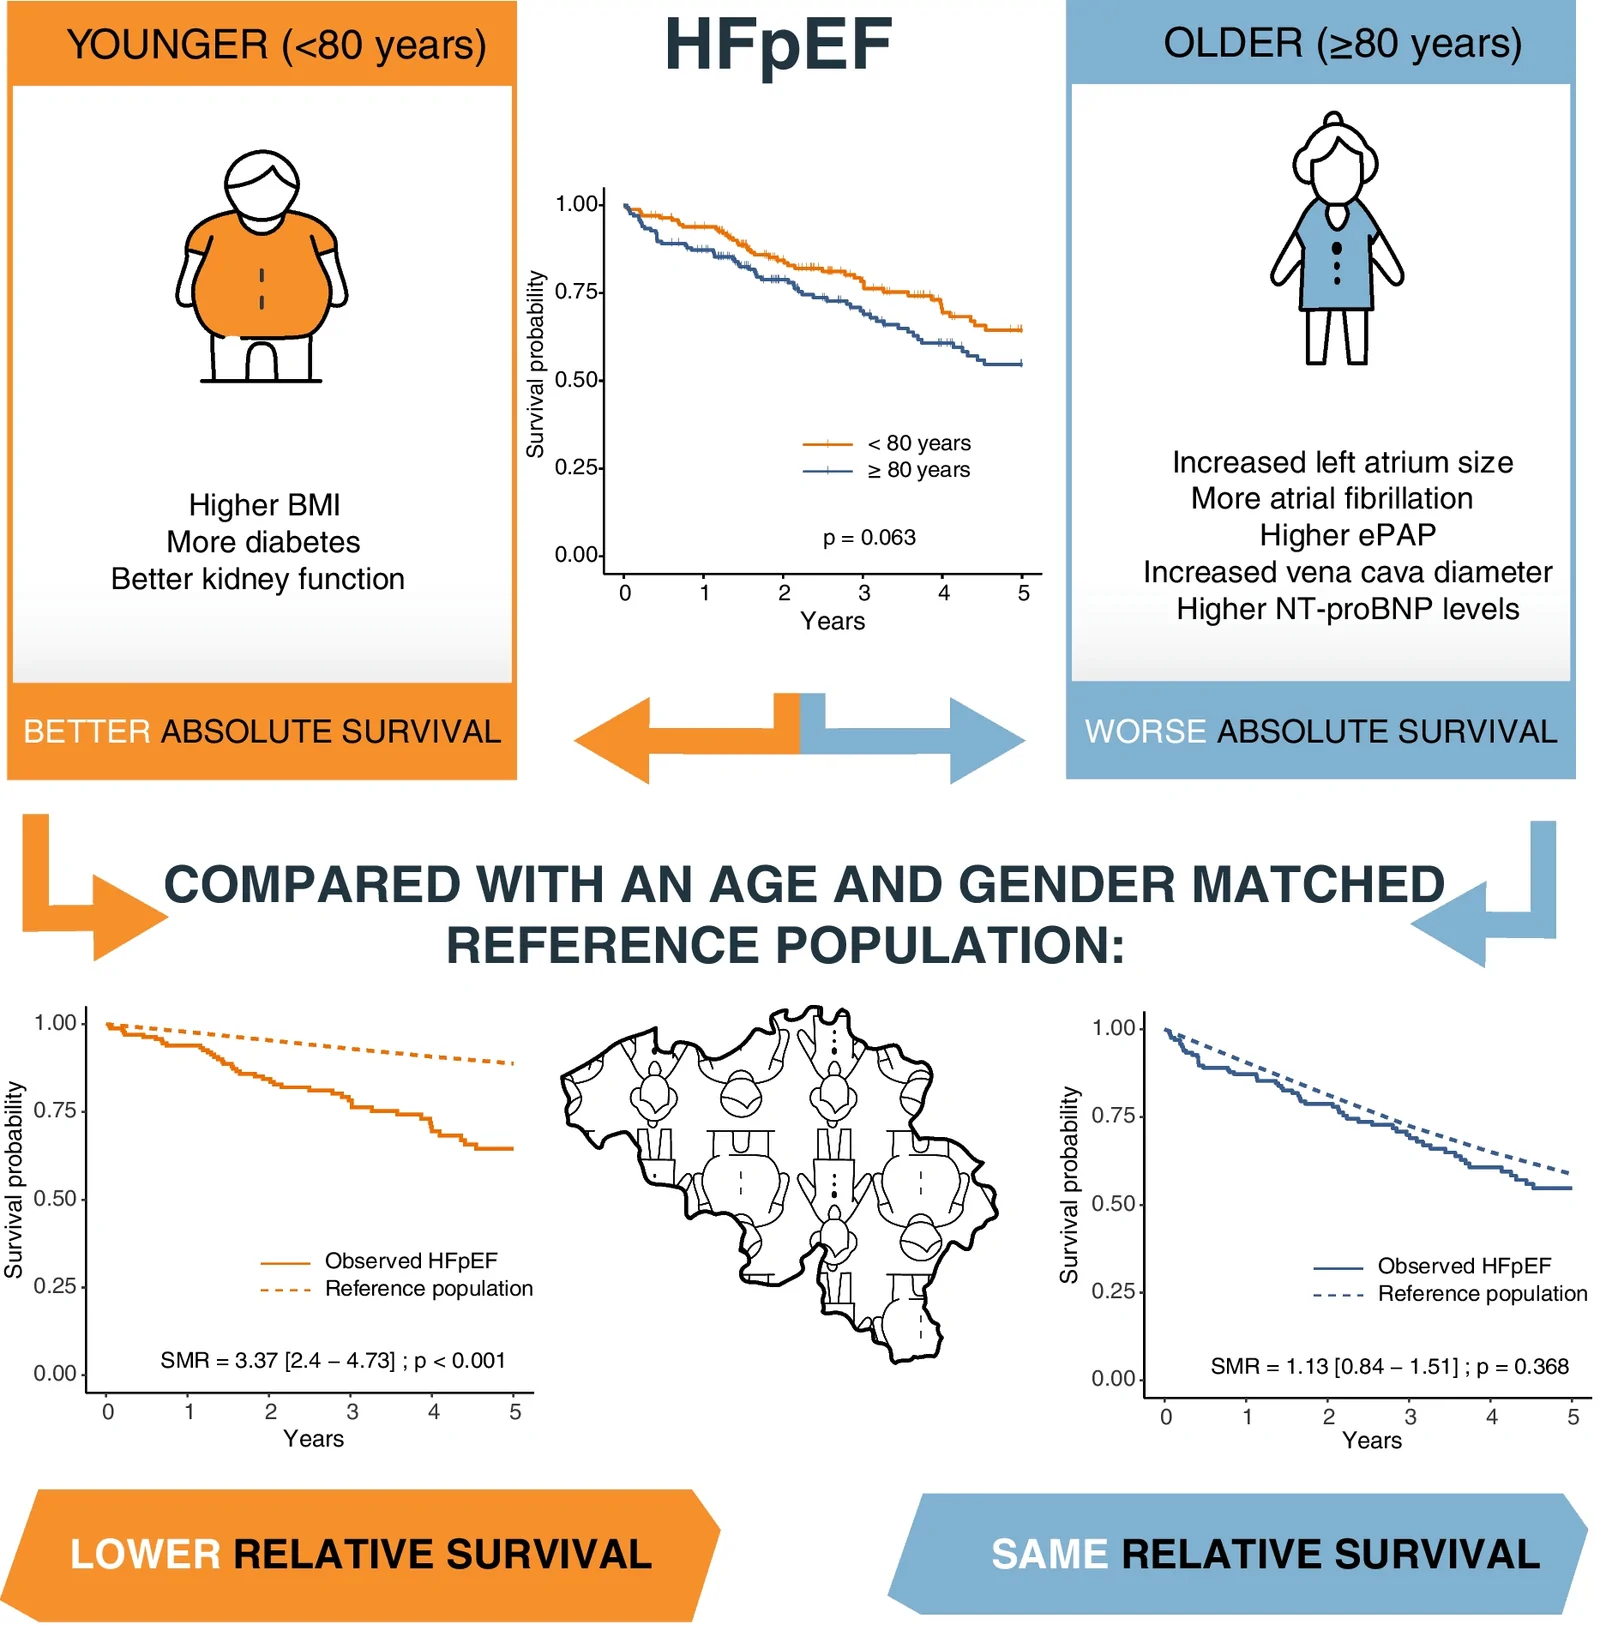 YOUNGER (<80 years)
HFpEF
OLDER (≥80 years)
Higher BMI
More diabetes
Better kidney function
BETTER ABSOLUTE SURVIVAL
Survival probability
1.00
0.75
0.50
0.25
0.00
< 80 years
≥ 80 years
p = 0.063
0 1 2 3 4 5
Years
Increased left atrium size
More atrial fibrillation
Higher ePAP
Increased vena cava diameter
Higher NT-proBNP levels
WORSE ABSOLUTE SURVIVAL
COMPARED WITH AN AGE AND GENDER MATCHED
REFERENCE POPULATION:
Survival probability
1.00
0.75
0.50
0.25
0.00
Observed HFpEF
Reference population
SMR = 3.37 [2.4 – 4.73] ; p < 0.001
0 1 2 3 4 5
Years
Survival probability
1.00
0.75
0.50
0.25
0.00
Observed HFpEF
Reference population
SMR = 1.13 [0.84 – 1.51] ; p = 0.368
0 1 2 3 4 5
Years
LOWER RELATIVE SURVIVAL
SAME RELATIVE SURVIVAL